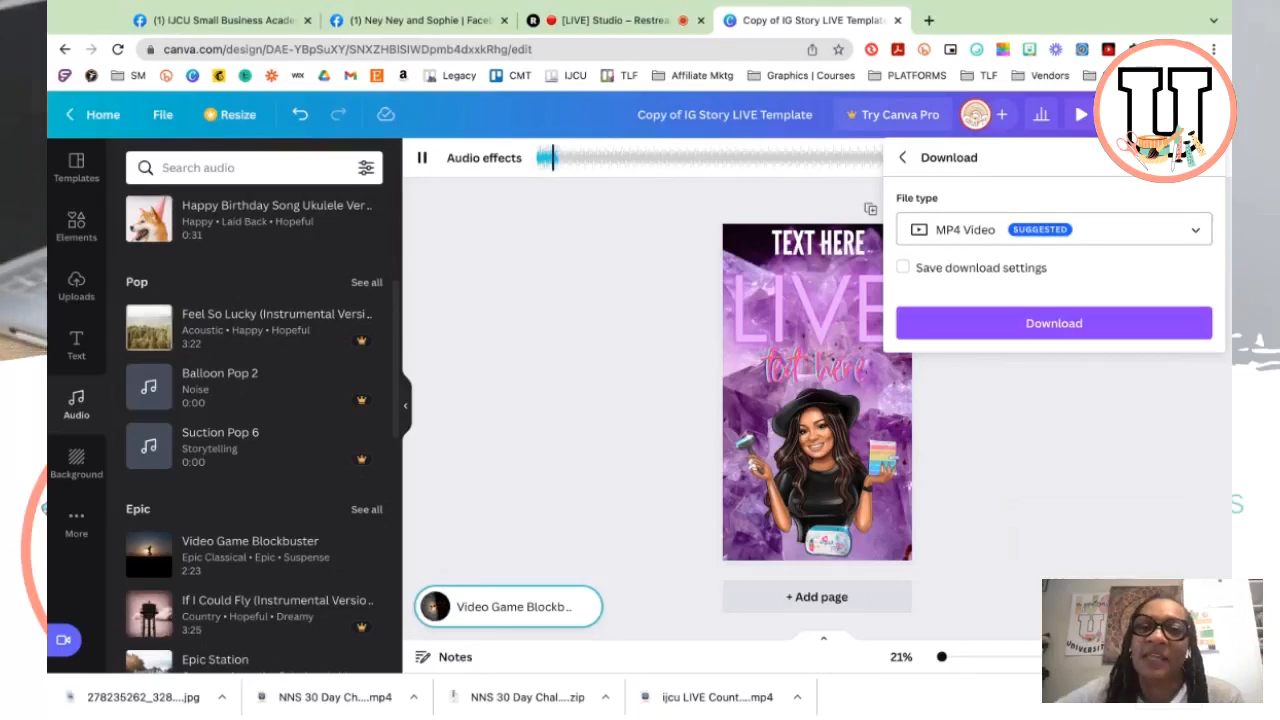 IJCU Small Business Acade
(1) Ney Ney and Sophie | Faceb
[LIVE] Studio – Restrea
Copy of IG Story LIVE Template
canva.com/design/DAE-YBpSuXY/SNXZHBISIWDpmb4dxxkRhg/edit
SM
Legacy
CMT
IJCU
TLF
Affiliate Mktg
Graphics | Courses
PLATFORMS
TLF
Vendors
WIX
Home
File
Resize
Copy of IG Story LIVE Template
Try Canva Pro
U
Templates
Elements
Uploads
Text
Audio
Background
More
Search audio
Happy Birthday Song Ukulele Ver...
Happy • Laid Back • Hopeful
0:31
Pop
See all
Feel So Lucky (Instrumental Versi...
Acoustic • Happy • Hopeful
3:22
Balloon Pop 2
Noise
0:00
Suction Pop 6
Storytelling
0:00
Epic
See all
Video Game Blockbuster
Epic Classical • Epic • Suspense
2:23
If I Could Fly (Instrumental Versio...
Country • Hopeful • Dreamy
3:25
Epic Station
Audio effects
TEXT HERE
LIVE
text here
+ Add page
Video Game Blockb...
Notes
21%
Download
File type
MP4 Video
SUGGESTED
Save download settings
Download
278235262_328....jpg
NNS 30 Day Ch....mp4
NNS 30 Day Chal....zip
ijcu LIVE Count....mp4
S